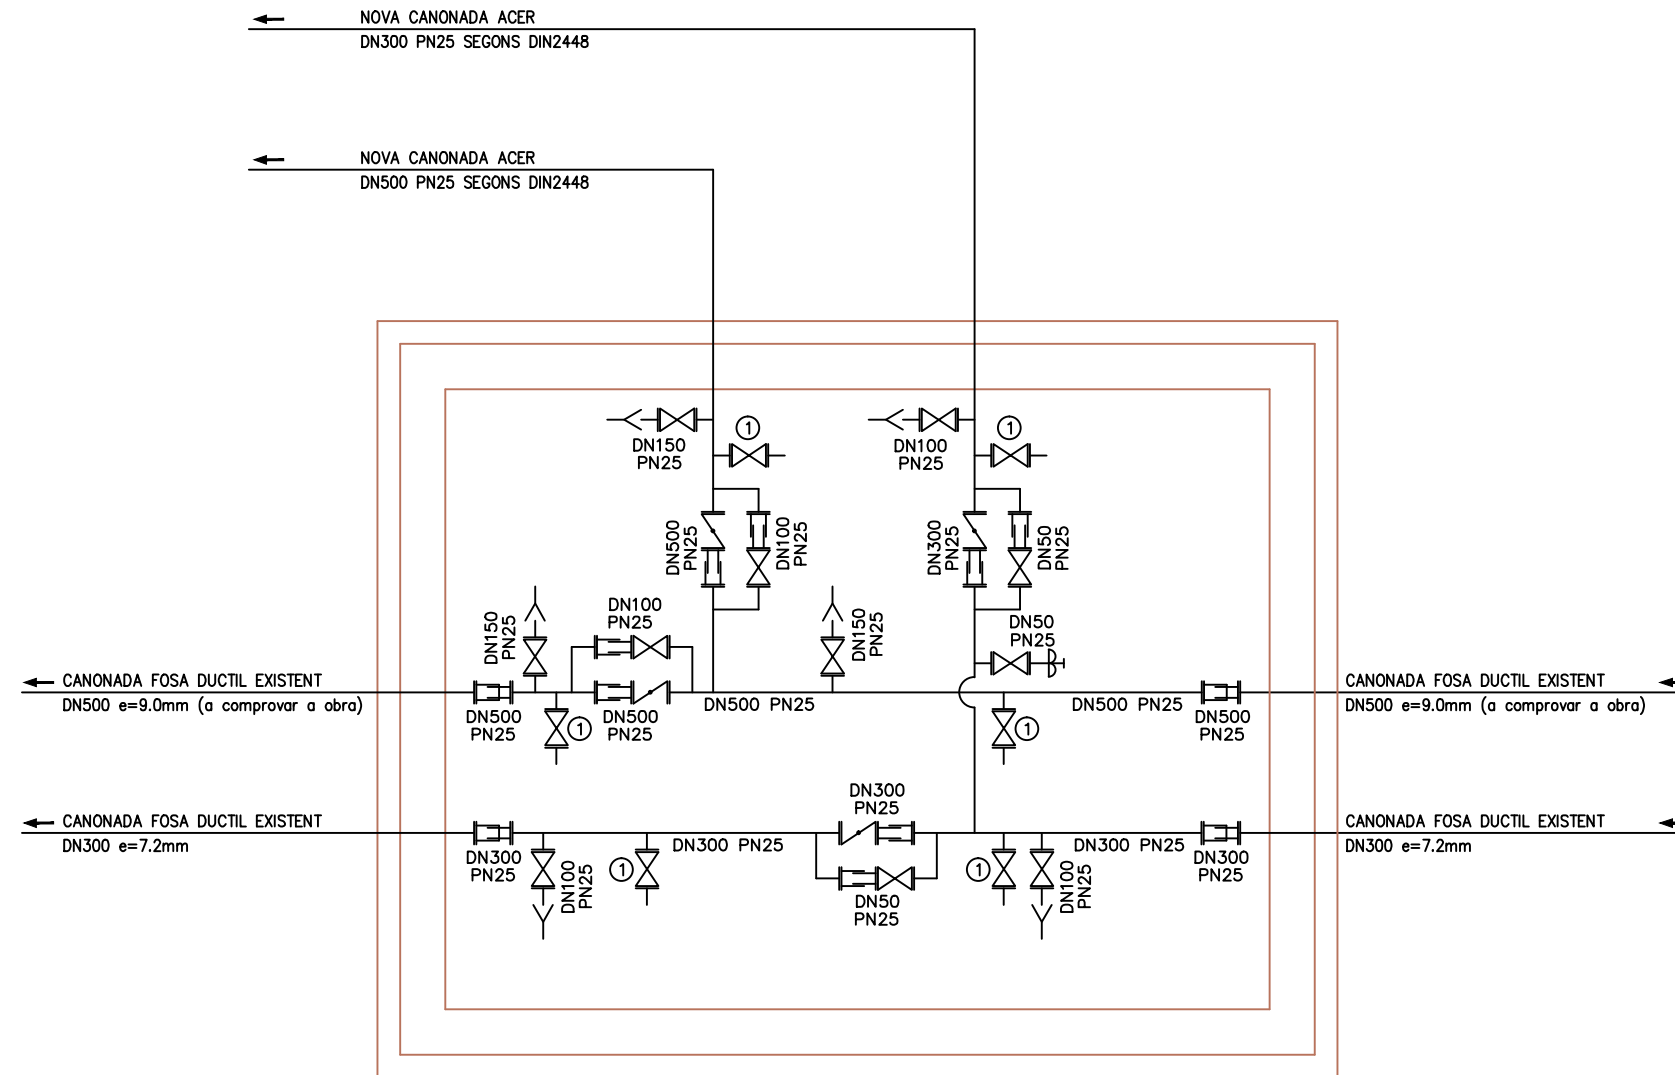 NOVA CANONADA ACER
DN300 PN25 SEGONS DIN2448
NOVA CANONADA ACER
DN500 PN25 SEGONS DIN2448
DN150
PN25
1
DN100
PN25
1
DN500
PN25
DN100
PN25
DN300
PN25
DN50
PN25
DN150
PN25
DN100
PN25
DN150
PN25
DN50
PN25
CANONADA FOSA DUCTIL EXISTENT
DN500 e=9.0mm (a comprovar a obra)
DN500
PN25
1
DN500
PN25
DN500 PN25
1
DN500 PN25
DN500
PN25
CANONADA FOSA DUCTIL EXISTENT
DN500 e=9.0mm (a comprovar a obra)
CANONADA FOSA DUCTIL EXISTENT
DN300 e=7.2mm
DN300
PN25
DN100
PN25
1
DN300 PN25
DN300
PN25
DN50
PN25
1
DN100
PN25
DN300 PN25
DN300
PN25
CANONADA FOSA DUCTIL EXISTENT
DN300 e=7.2mm